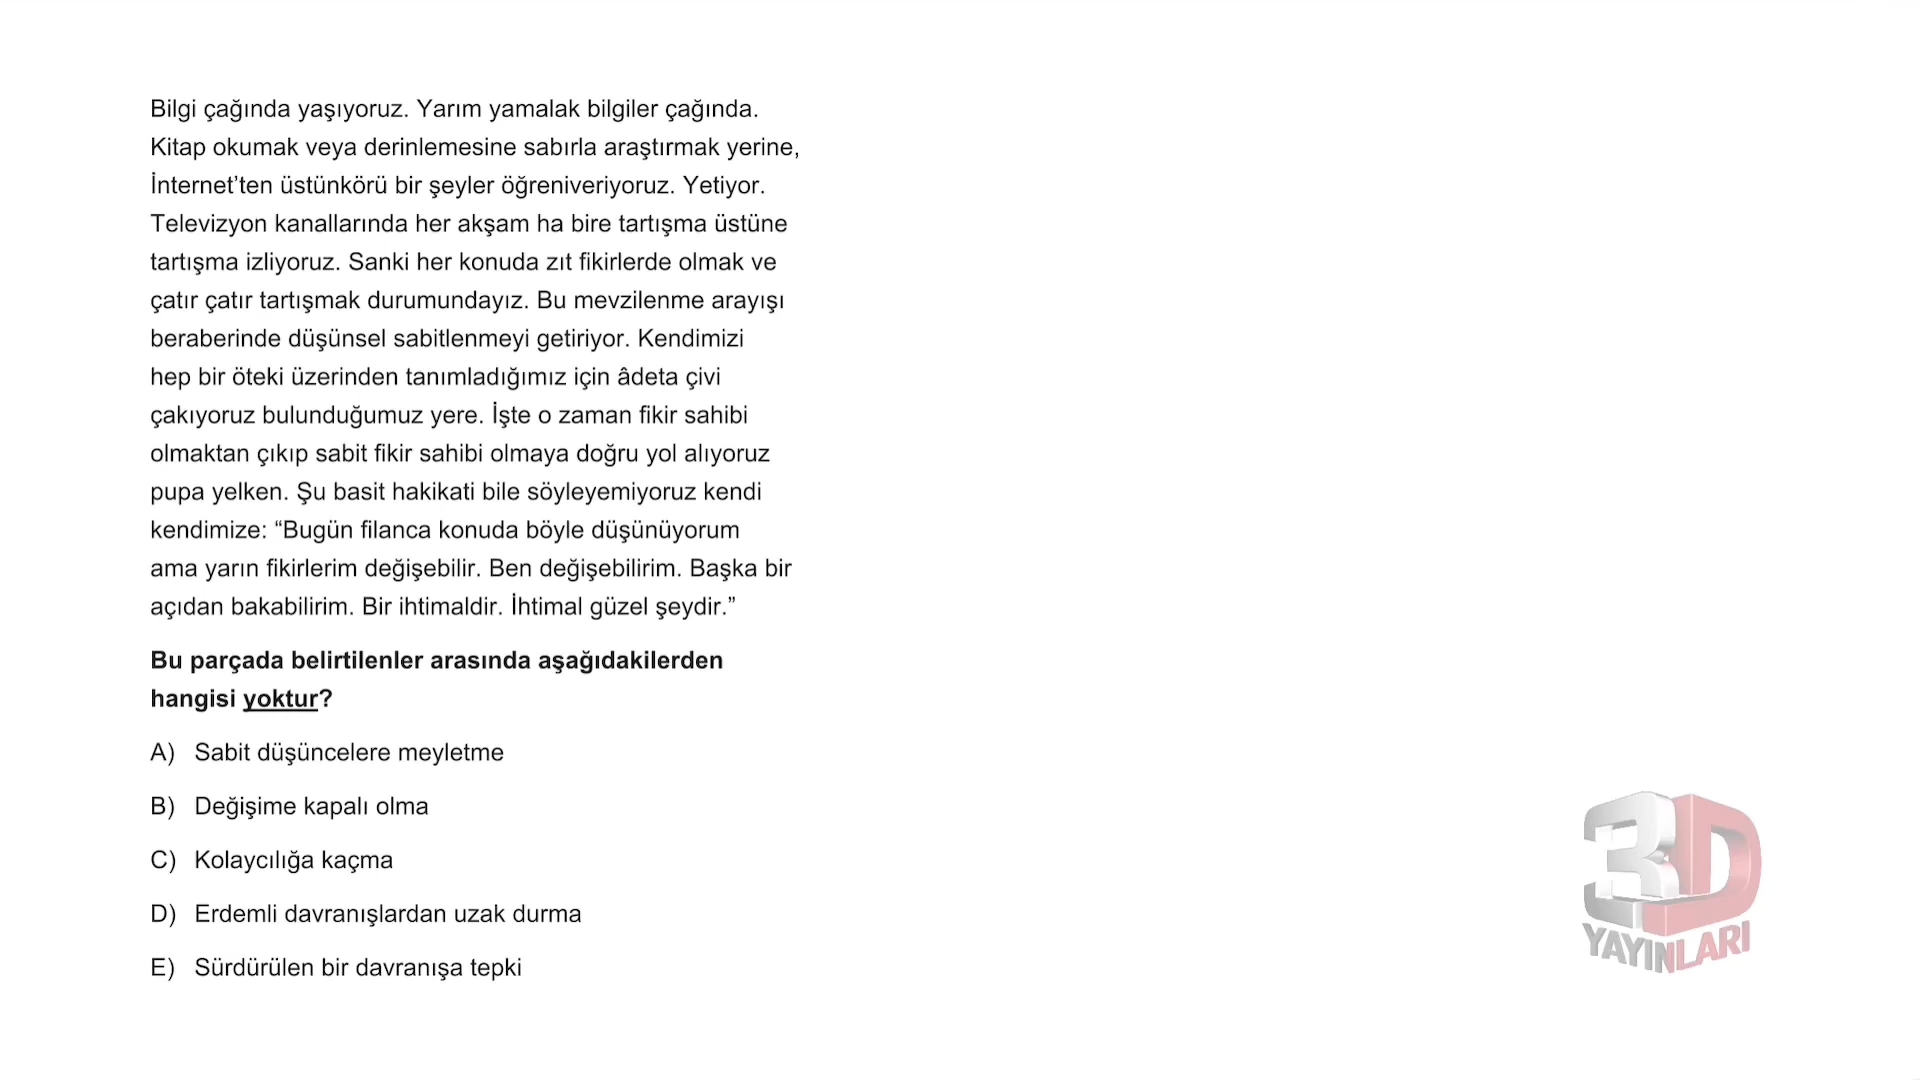 Bilgi çağında yaşıyoruz. Yarım yamalak bilgiler çağında.
Kitap okumak veya derinlemesine sabırla araştırmak yerine,
İnternet’ten üstünkörü bir şeyler öğreniveriyoruz. Yetiyor.
Televizyon kanallarında her akşam ha bire tartışma üstüne
tartışma izliyoruz. Sanki her konuda zıt fikirlerde olmak ve
çatır çatır tartışmak durumundayız. Bu mevzilenme arayışı
beraberinde düşünsel sabitlenmeyi getiriyor. Kendimizi
hep bir öteki üzerinden tanımladığımız için âdeta çivi
çakıyoruz bulunduğumuz yere. İşte o zaman fikir sahibi
olmaktan çıkıp sabit fikir sahibi olmaya doğru yol alıyoruz
pupa yelken. Şu basit hakikati bile söyleyemiyoruz kendi
kendimize: “Bugün filanca konuda böyle düşünüyorum
ama yarın fikirlerim değişebilir. Ben değişebilirim. Başka bir
açıdan bakabilirim. Bir ihtimaldir. İhtimal güzel şeydir.”
Bu parçada belirtilenler arasında aşağıdakilerden
hangisi yoktur?
A) Sabit düşüncelere meyletme
B) Değişime kapalı olma
C) Kolaycılığa kaçma
D) Erdemli davranışlardan uzak durma
E) Sürdürülen bir davranışa tepki
3D
YAYINLARI